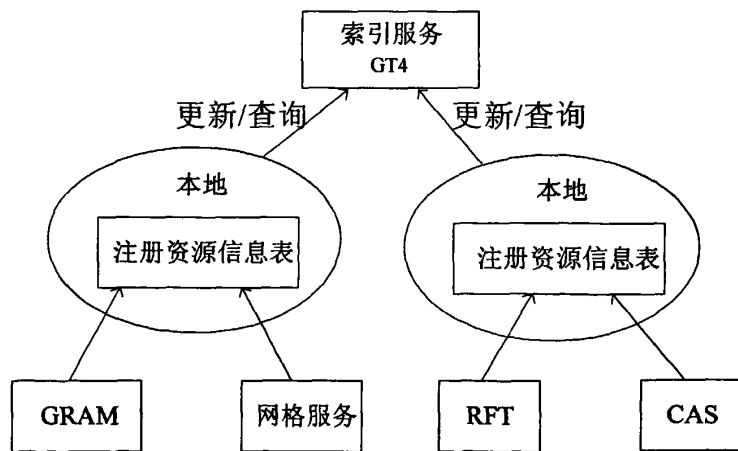 索引服务
GT4
更新/查询
更新/查询
本地
本地
注册资源信息表
注册资源信息表
GRAM
网格服务
RFT
CAS